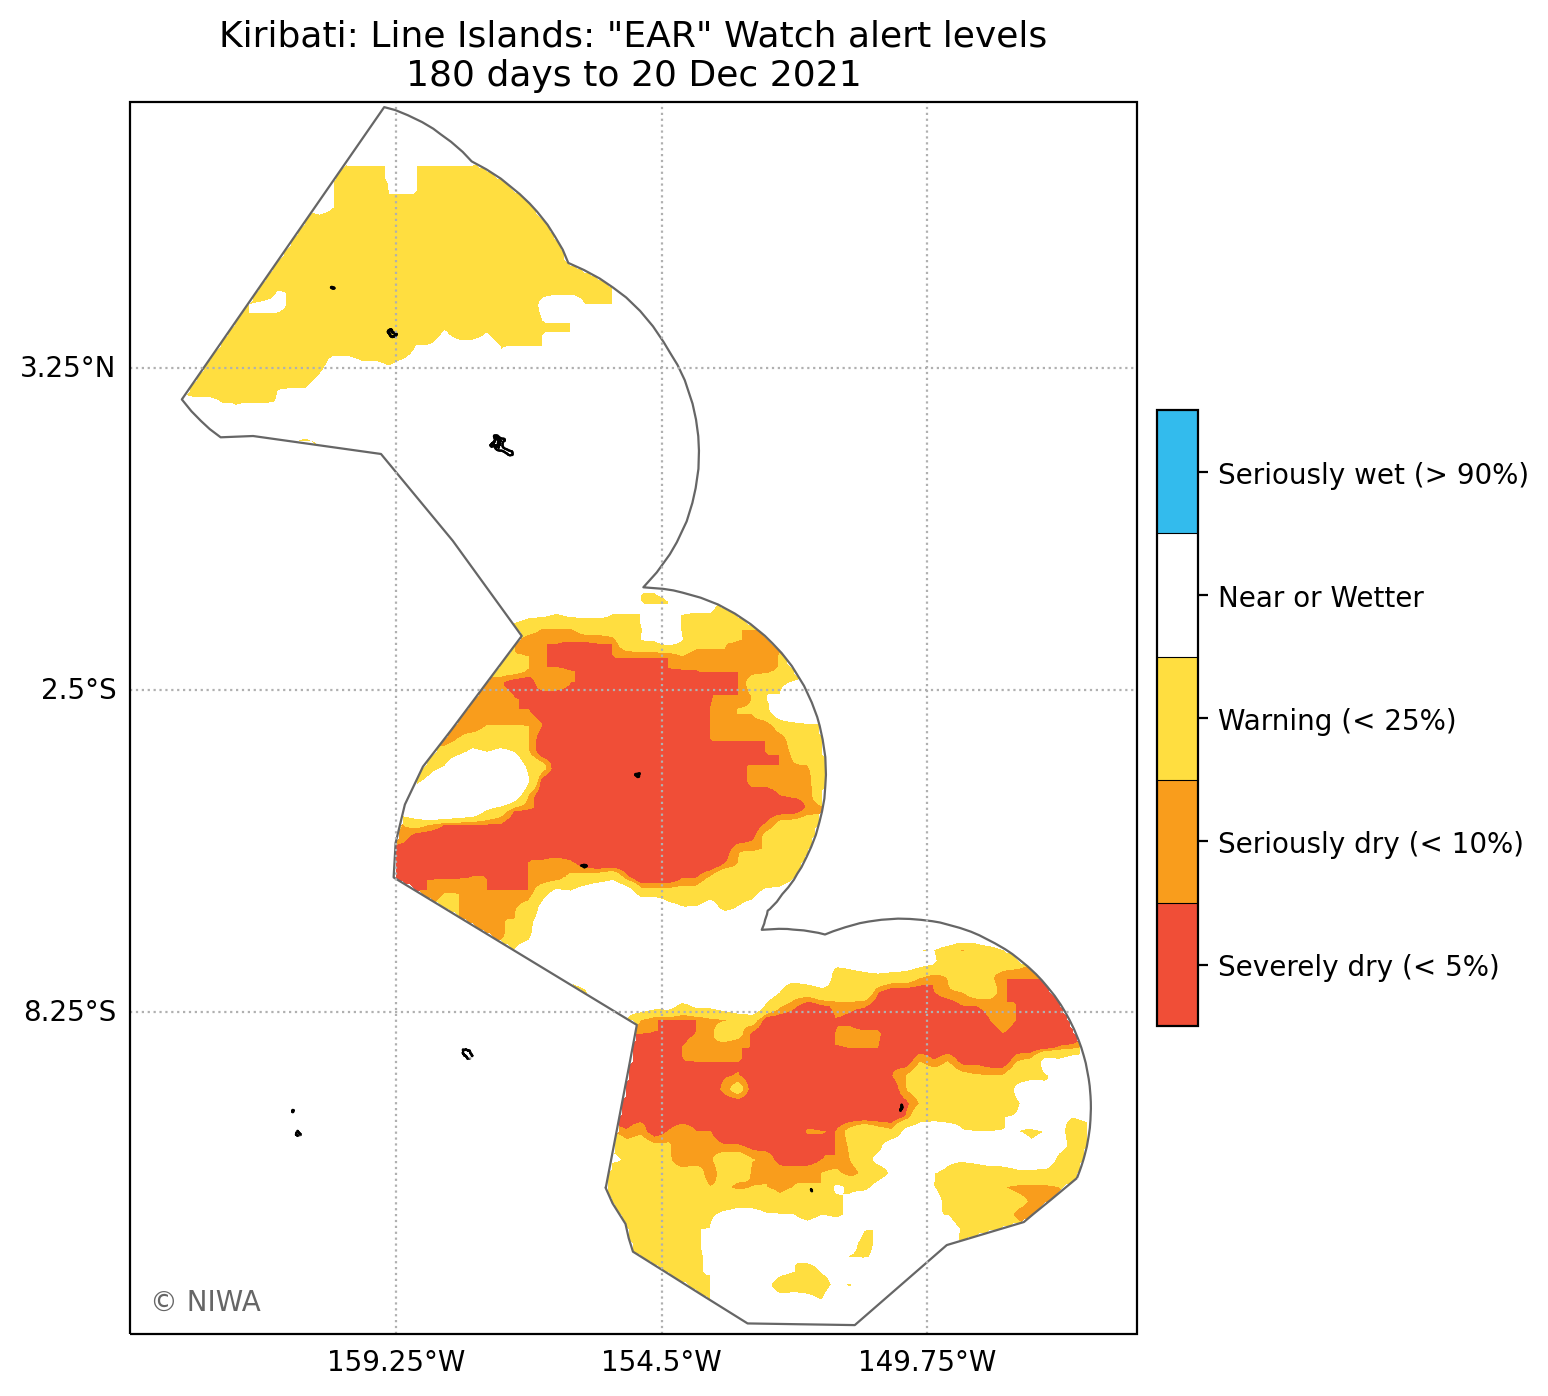 Kiribati: Line Islands: "EAR" Watch alert levels
180 days to 20 Dec 2021
3.25°N
2.5°S
8.25°S
159.25°W
154.5°W
149.75°W
© NIWA
Seriously wet (> 90%)
Near or Wetter
Warning (< 25%)
Seriously dry (< 10%)
Severely dry (< 5%)